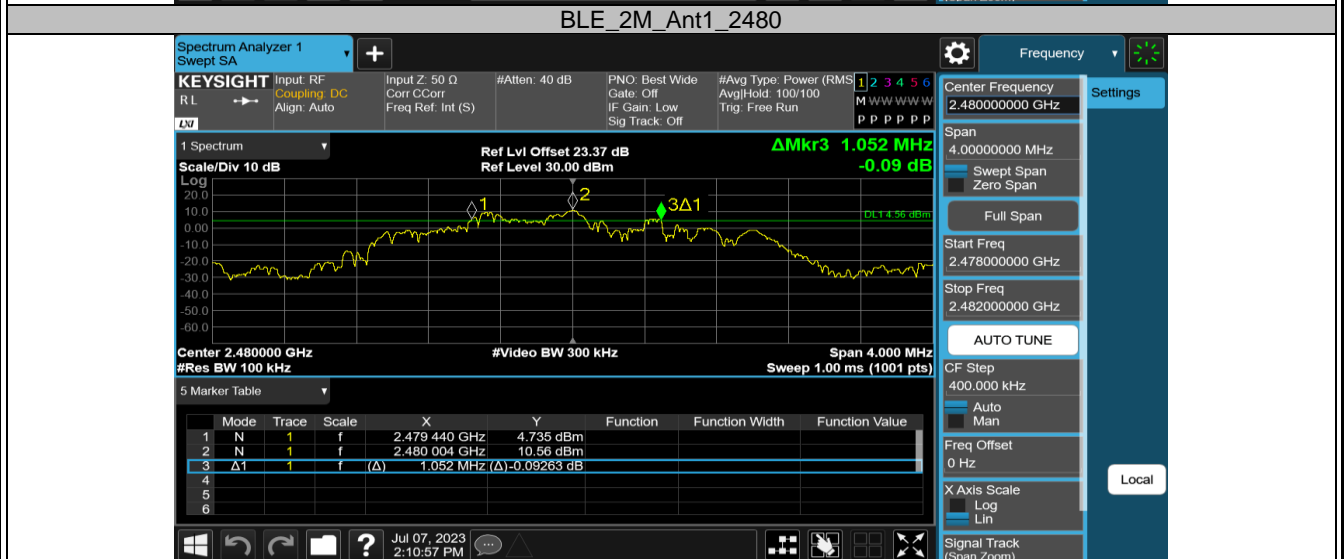 BLE_2M_Ant1_2480
Spectrum Analyzer 1
Swept SA
+
Frequency
KEYSIGHT
R L
LXI
Input: RF
Coupling: DC
Align: Auto
Input Z: 50 Ω
Corr CCorr
Freq Ref: Int (S)
#Atten: 40 dB
PNO: Best Wide
Gate: Off
IF Gain: Low
Sig Track: Off
#Avg Type: Power (RMS
Avg|Hold: 100/100
Trig: Free Run
1 2 3 4 5 6
M W W W W W
P P P P P P
1 Spectrum
Scale/Div 10 dB
Ref Lvl Offset 23.37 dB
Ref Level 30.00 dBm
ΔMkr3 1.052 MHz
-0.09 dB
Log
20.0
10.0
0.00
-10.0
-20.0
-30.0
-40.0
-50.0
-60.0
1
2
3Δ1
DL1 4.56 dBm
Center 2.480000 GHz
#Video BW 300 kHz
Span 4.000 MHz
#Res BW 100 kHz
Sweep 1.00 ms (1001 pts)
5 Marker Table
Mode Trace Scale X Y Function Function Width Function Value
1 N 1 f 2.479 440 GHz 4.735 dBm
2 N 1 f 2.480 004 GHz 10.56 dBm
3 Δ1 1 f (Δ) 1.052 MHz (Δ) -0.09263 dB
4
5
6
?
Jul 07, 2023
2:10:57 PM
Center Frequency
2.480000000 GHz
Settings
Span
4.00000000 MHz
Swept Span
Zero Span
Full Span
Start Freq
2.478000000 GHz
Stop Freq
2.482000000 GHz
AUTO TUNE
CF Step
400.000 kHz
Auto
Man
Freq Offset
0 Hz
X Axis Scale
Log
Lin
Local
Signal Track
(Span Zoom)